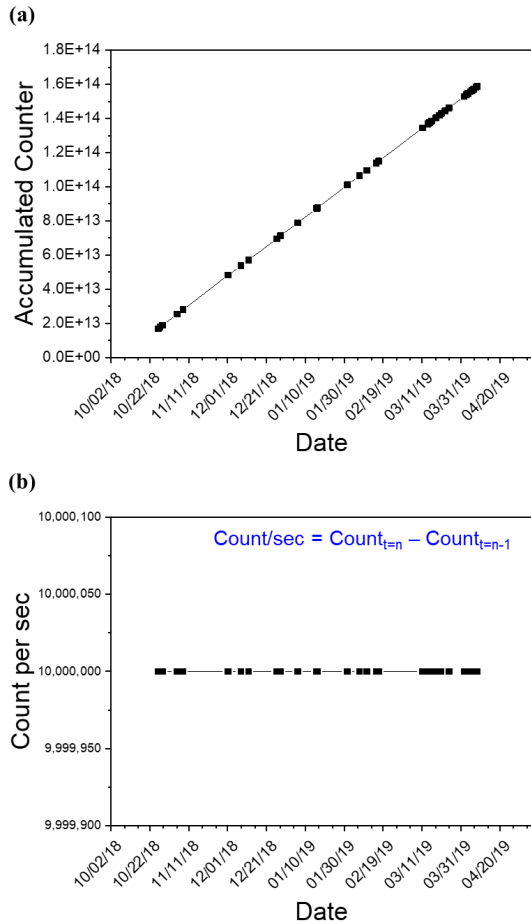 (a)
Accumulated Counter
1.8E+14
1.6E+14
1.4E+14
1.2E+14
1.0E+14
8.0E+13
6.0E+13
4.0E+13
2.0E+13
0.0E+00
10/02/18
10/22/18
11/11/18
12/01/18
12/21/18
01/10/19
01/30/19
02/19/19
03/11/19
03/31/19
04/20/19
Date
(b)
Count per sec
10,000,100
10,000,050
10,000,000
9,999,950
9,999,900
Count/sec = Countt=n – Countt=n-1
10/02/18
10/22/18
11/11/18
12/01/18
12/21/18
01/10/19
01/30/19
02/19/19
03/11/19
03/31/19
04/20/19
Date